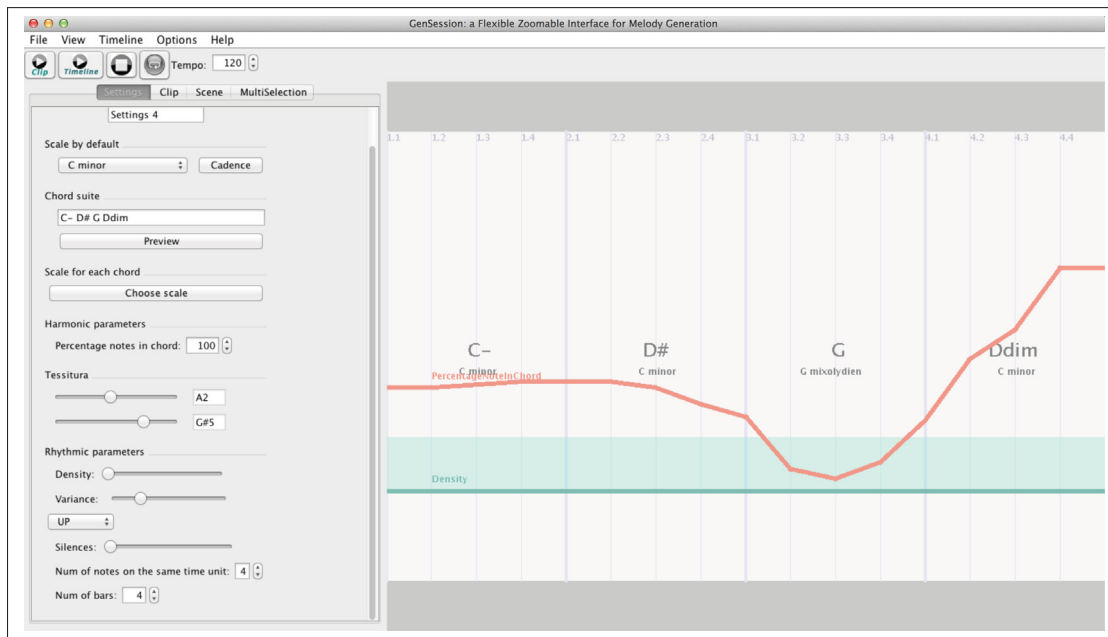 GenSession: a Flexible Zoomable Interface for Melody Generation
File View Timeline Options Help
Clip Timeline Tempo: 120
Settings Clip Scene MultiSelection
Settings 4
Scale by default
C minor Cadence
Chord suite
C- D# G Ddim
Preview
Scale for each chord
Choose scale
Harmonic parameters
Percentage notes in chord: 100
Tessitura
A2
G#5
Rhythmic parameters
Density:
Variance:
UP
Silences:
Num of notes on the same time unit: 4
Num of bars: 4
1.1 1.2 1.3 1.4 2.1 2.2 2.3 2.4 3.1 3.2 3.3 3.4 4.1 4.2 4.3 4.4
C- D# G Ddim
C minor C minor G mixolydien C minor
PercentageNoteInChord
Density